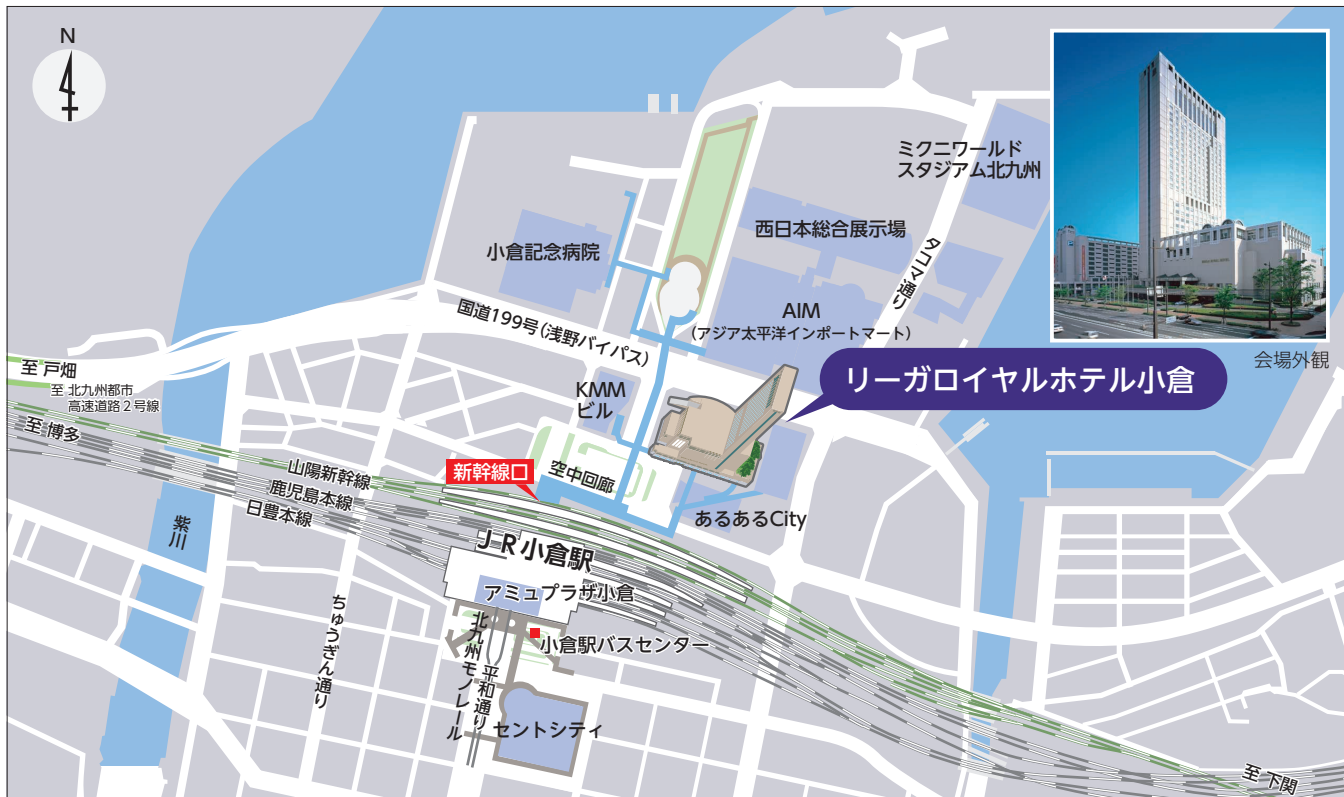 N
ミクニワールド
スタジアム北九州
西日本総合展示場
小倉記念病院
タコマ通り
AIM
(アジア太平洋インポートマート)
国道199号(浅野バイパス)
会場外観
至 戸畑
至 北九州都市
高速道路2号線
至 博多
KMM
ビル
リーガロイヤルホテル小倉
山陽新幹線
鹿児島本線
日豊本線
新幹線口
空中回廊
あるあるCity
紫川
JR小倉駅
アミュプラザ小倉
ちゅうぎん通り
北九州モノレール
平和通り
小倉駅バスセンター
セントシティ
至 下関